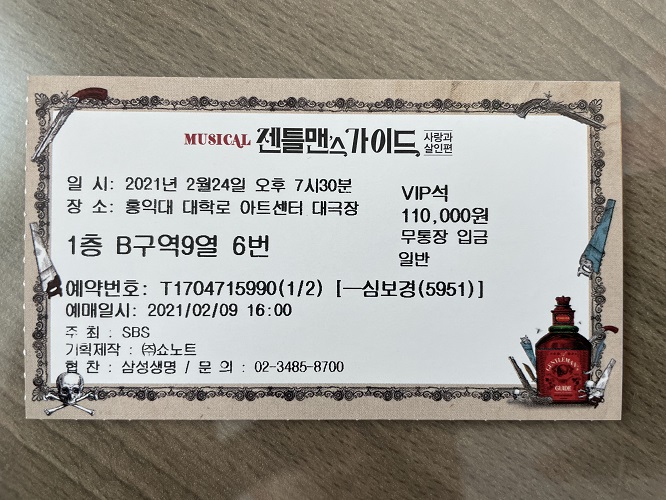 MUSICAL 젠틀맨스 가이드 사랑과
살인편
일 시: 2021년 2월24일 오후 7시30분
장 소: 홍익대 대학로 아트센터 대극장
1층 B구역9열 6번
VIP석
110,000원
무통장 입금
일반
예약번호: T1704715990(1/2) [―심보경(5951)]
예매일시: 2021/02/09 16:00
주 최 : SBS
기획제작 : ㈜쇼노트
협 찬 : 삼성생명 / 문 의 : 02-3485-8700
GENTLEMAN'S
GUIDE